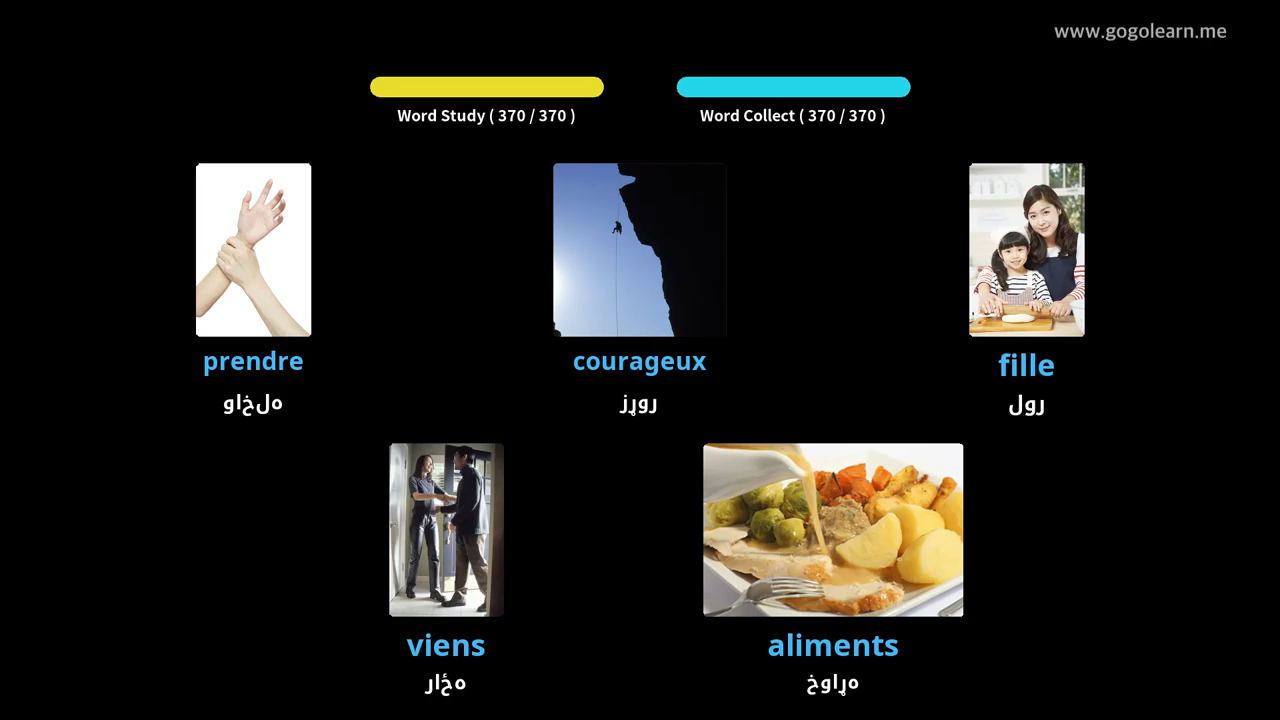 www.gogolearn.me
Word Study ( 370 / 370 )
Word Collect ( 370 / 370 )
prendre
هلخاو
courageux
روړز
fille
رول
viens
هځار
aliments
هړاوخ